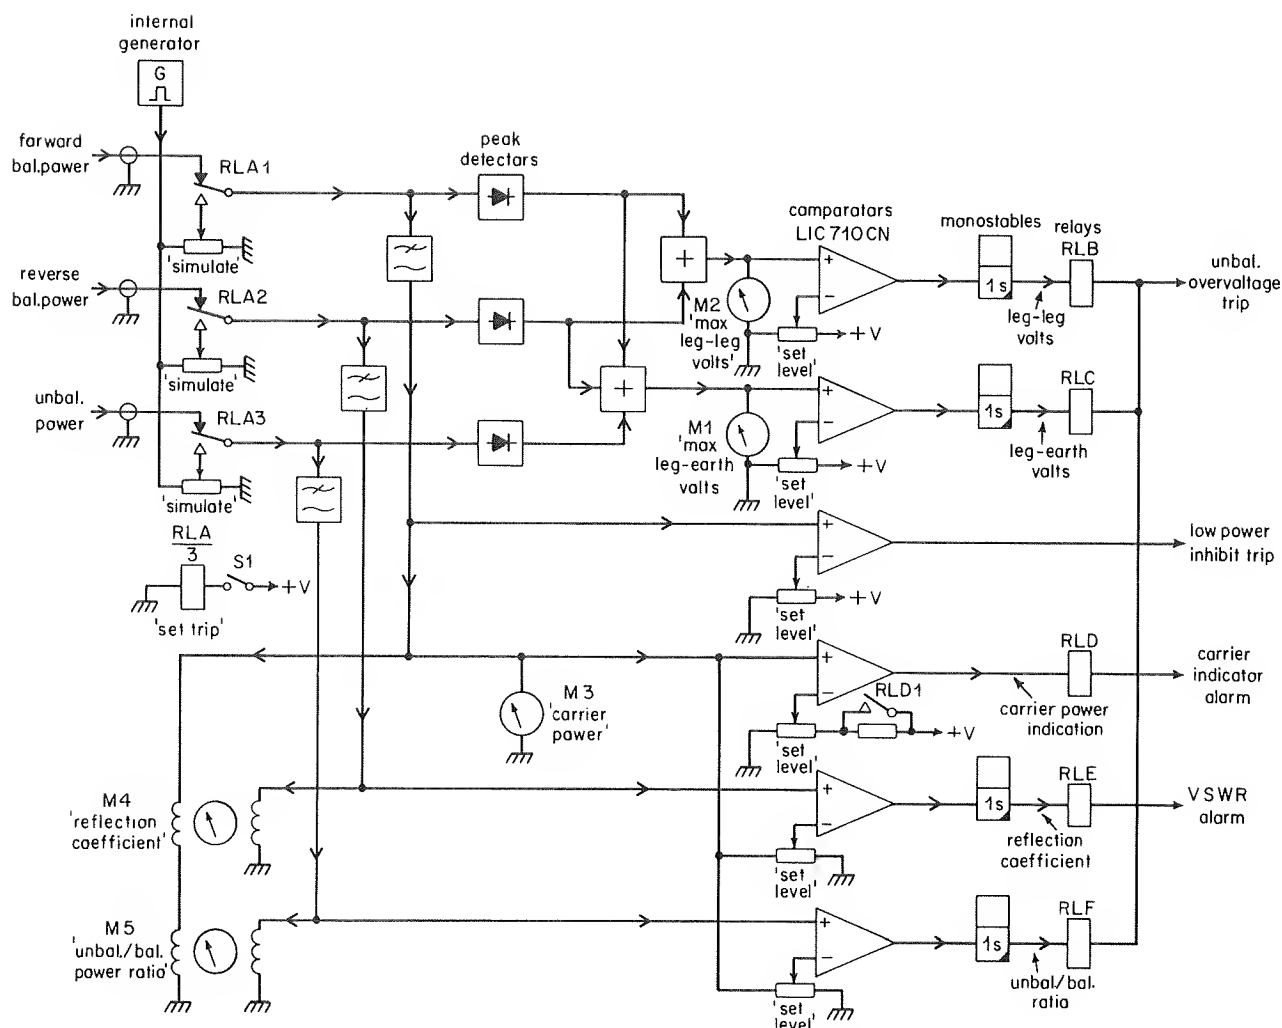 internal
generator
G
farward
bal.power
RLA1
'simulate'
peak
detectors
reverse
bal.power
RLA2
'simulate'
unbal.
power
RLA3
'simulate'
RLA
3
S1
+V
'set trip'
+
+
M2
'max
leg-leg
volts'
M1
'max
leg-earth
volts
camparators
LIC 710CN
monostables
relays
+
−
'set
level'
+V
1s
leg-leg
volts
RLB
unbal.
overvaltage
trip
+
−
'set
level'
+V
1s
leg-earth
valts
RLC
+
−
'set
level'
+V
low power
inhibit trip
M3
'carrier
power'
+
−
'set
level'
RLD1
+V
carrier power
indication
RLD
carrier
indicator
alarm
M4
'reflection
caefficient'
+
−
'set
level'
1s
reflection
coefficient
RLE
VSWR
alarm
M5
'unbal./bal.
power ratio'
+
−
'set
level'
1s
unbal/bal.
ratio
RLF